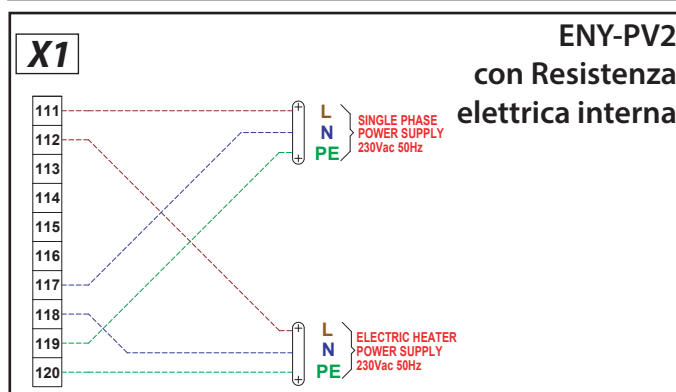 X1
ENY-PV2
con Resistenza
elettrica interna
111
112
113
114
115
116
117
118
119
120
L
N
PE
SINGLE PHASE
POWER SUPPLY
230Vac 50Hz
L
N
PE
ELECTRIC HEATER
POWER SUPPLY
230Vac 50Hz